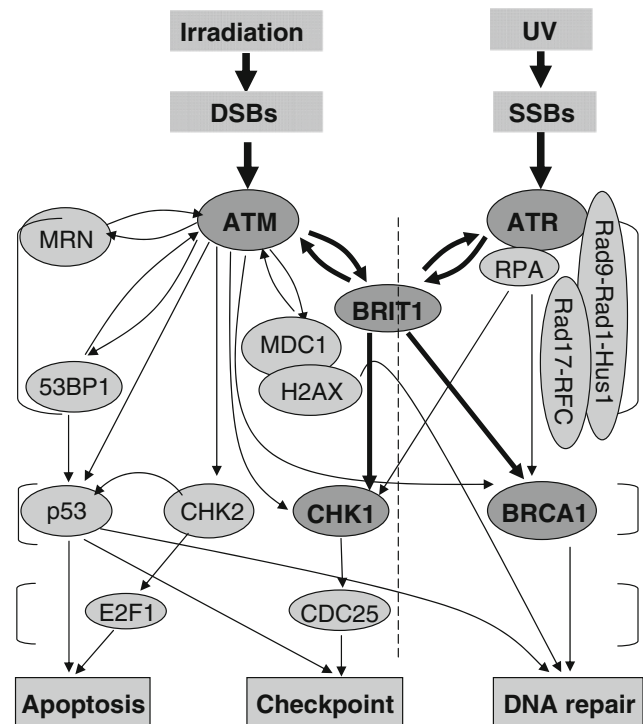 Irradiation
UV
DSBs
SSBs
ATM
ATR
MRN
RPA
Rad9-Rad1-Hus1
BRIT1
Rad17-RFC
MDC1
53BP1
H2AX
p53
CHK2
CHK1
BRCA1
E2F1
CDC25
Apoptosis
Checkpoint
DNA repair